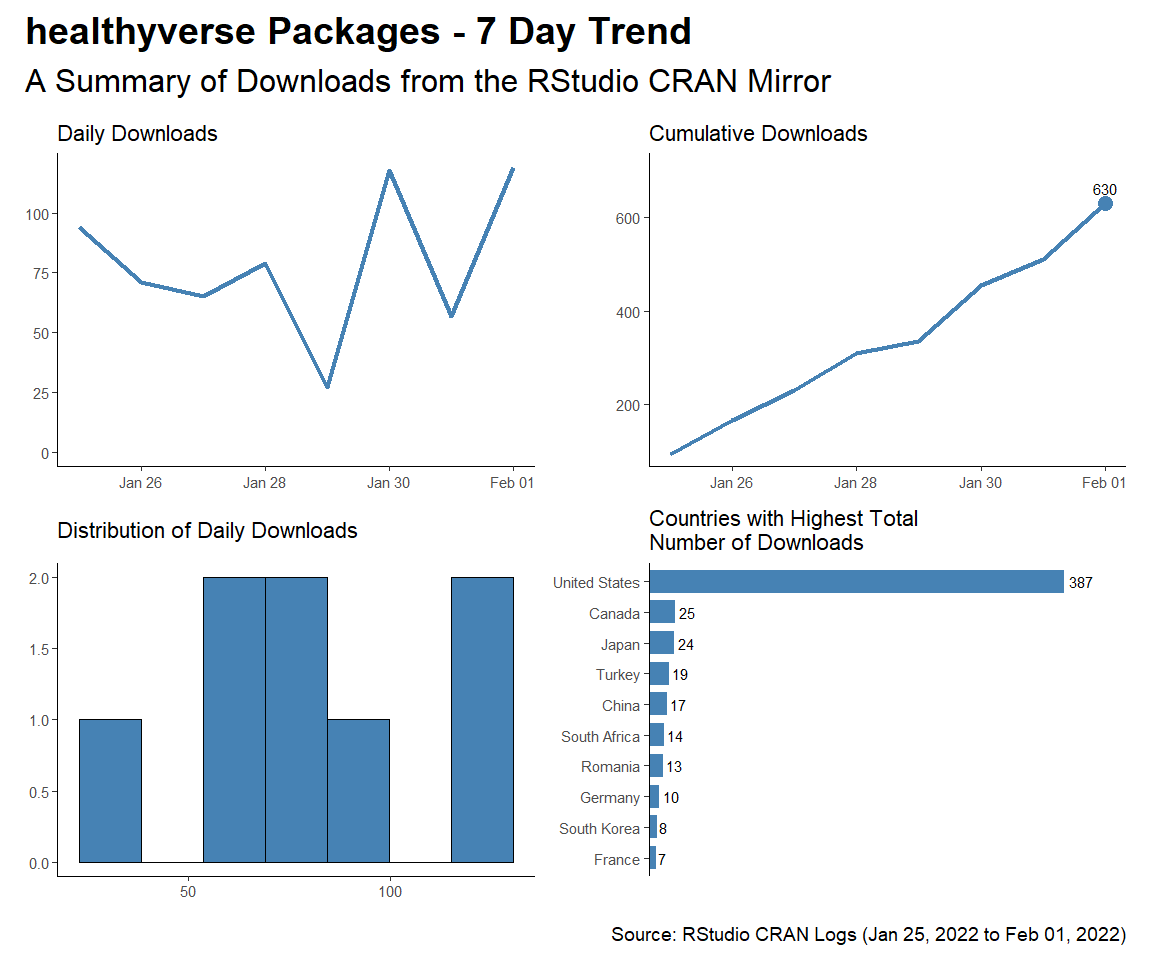 healthyverse Packages - 7 Day Trend
A Summary of Downloads from the RStudio CRAN Mirror
Daily Downloads
100
75
50
25
0
Jan 26 Jan 28 Jan 30 Feb 01
Cumulative Downloads
630
600
400
200
Jan 26 Jan 28 Jan 30 Feb 01
Distribution of Daily Downloads
2.0
1.5
1.0
0.5
0.0
50 100
Countries with Highest Total
Number of Downloads
United States 387
Canada 25
Japan 24
Turkey 19
China 17
South Africa 14
Romania 13
Germany 10
South Korea 8
France 7
Source: RStudio CRAN Logs (Jan 25, 2022 to Feb 01, 2022)